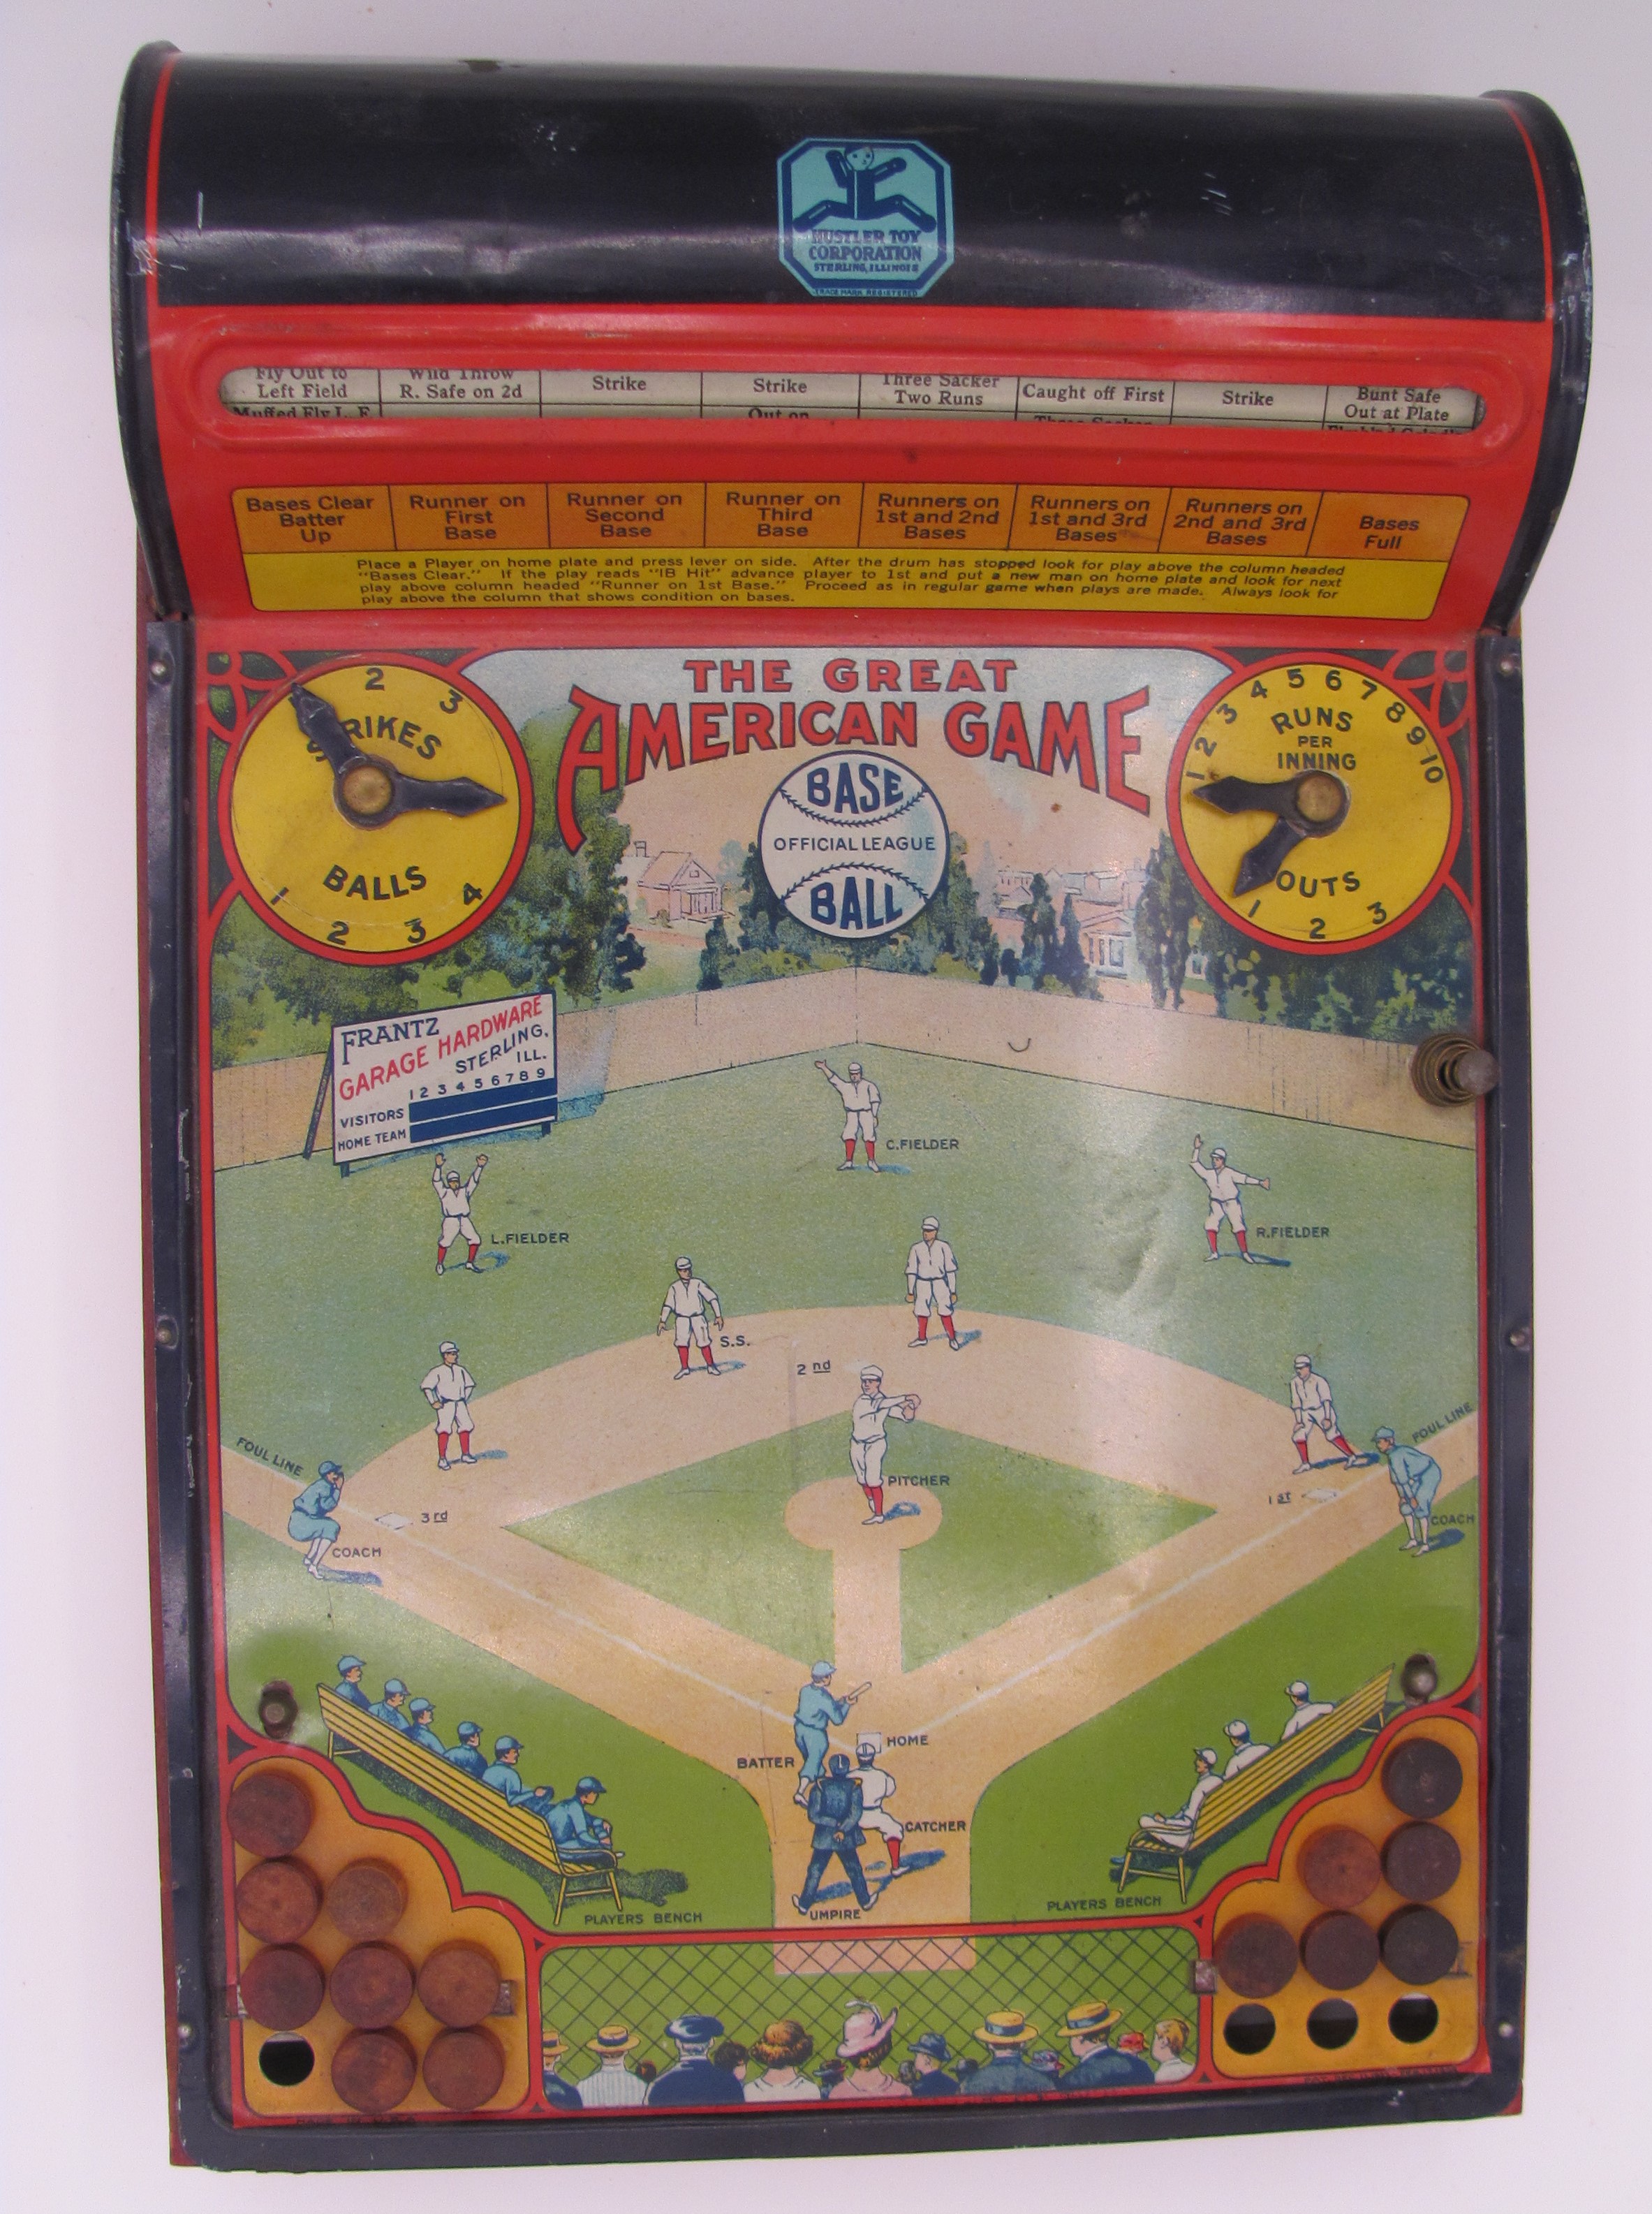 HUSTLER TOY
CORPORATION
STERLING, ILLINOIS
TRADE MARK REGISTERED
Fly Out to
Left Field
Wild Throw
R. Safe on 2d
Strike
Strike
Three Sacker
Two Runs
Caught off First
Strike
Bunt Safe
Out at Plate
Muffed Fly L. F.
Out on
Three Sacker
Bases Clear
Batter
Up
Runner on
First
Base
Runner on
Second
Base
Runner on
Third
Base
Runners on
1st and 2nd
Bases
Runners on
1st and 3rd
Bases
Runners on
2nd and 3rd
Bases
Bases
Full
Place a Player on home plate and press lever on side. After the drum has stopped look for play above the column headed
"Bases Clear." If the play reads "IB Hit" advance player to 1st and put a new man on home plate and look for next
play above column headed "Runner on 1st Base." Proceed as in regular game when plays are made. Always look for
play above the column that shows condition on bases.
THE GREAT
AMERICAN GAME
BASE
OFFICIAL LEAGUE
BALL
2 3
STRIKES
BALLS
1 2 3 4
1 2 3 4 5 6 7 8 9 10
RUNS
PER
INNING
OUTS
1 2 3
FRANTZ
GARAGE HARDWARE
STERLING,
ILL.
1 2 3 4 5 6 7 8 9
VISITORS
HOME TEAM
C.FIELDER
L.FIELDER
R.FIELDER
S.S.
2nd
FOUL LINE
FOUL LINE
PITCHER
3rd
1st
COACH
COACH
HOME
BATTER
CATCHER
UMPIRE
PLAYERS BENCH
PLAYERS BENCH